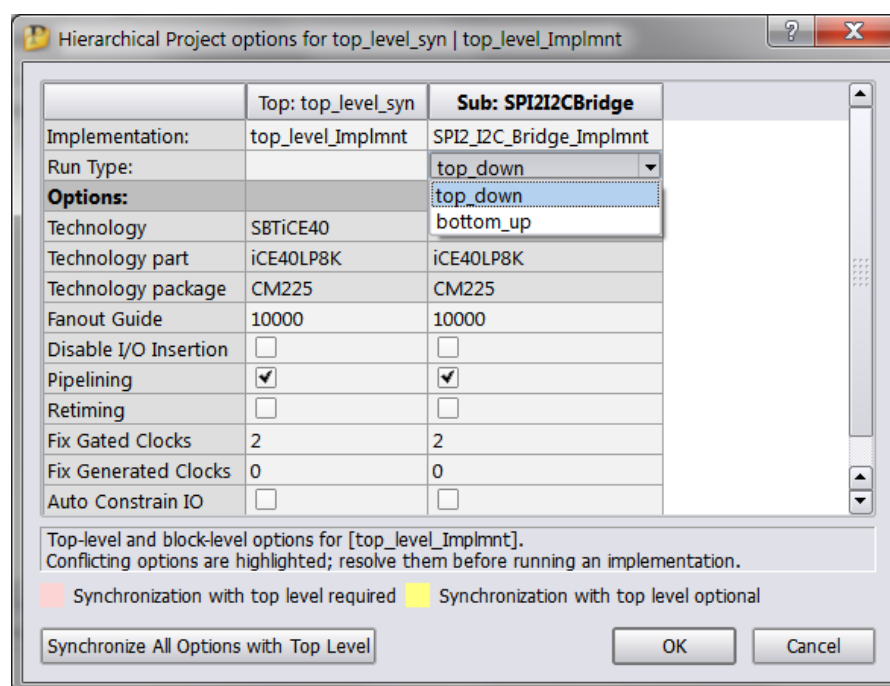 Hierarchical Project options for top_level_syn | top_level_Implmnt
Top: top_level_syn Sub: SPI2I2CBridge
Implementation: top_level_Implmnt SPI2_I2C_Bridge_Implmnt
Run Type: top_down
Options: top_down
bottom_up
Technology SBTiCE40
Technology part iCE40LP8K iCE40LP8K
Technology package CM225 CM225
Fanout Guide 10000 10000
Disable I/O Insertion
Pipelining
Retiming
Fix Gated Clocks 2 2
Fix Generated Clocks 0 0
Auto Constrain IO
Top-level and block-level options for [top_level_Implmnt].
Conflicting options are highlighted; resolve them before running an implementation.
Synchronization with top level required Synchronization with top level optional
Synchronize All Options with Top Level OK Cancel